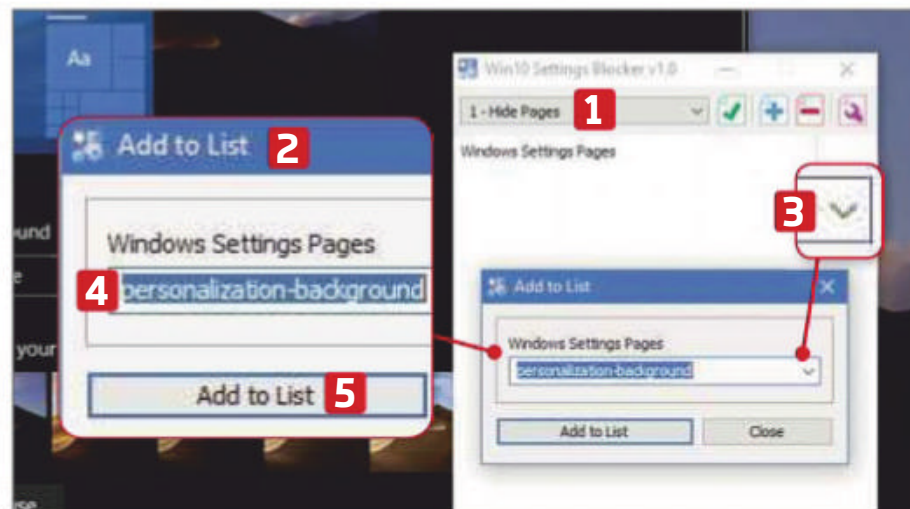 Aa
Win10 Settings Blocker v1.0
1 - Hide Pages
1
Windows Settings Pages
Add to List
2
3
Windows Settings Pages
4
personalization-background
Add to List
5
Add to List
Windows Settings Pages
personalization-background
Add to List
Close
your